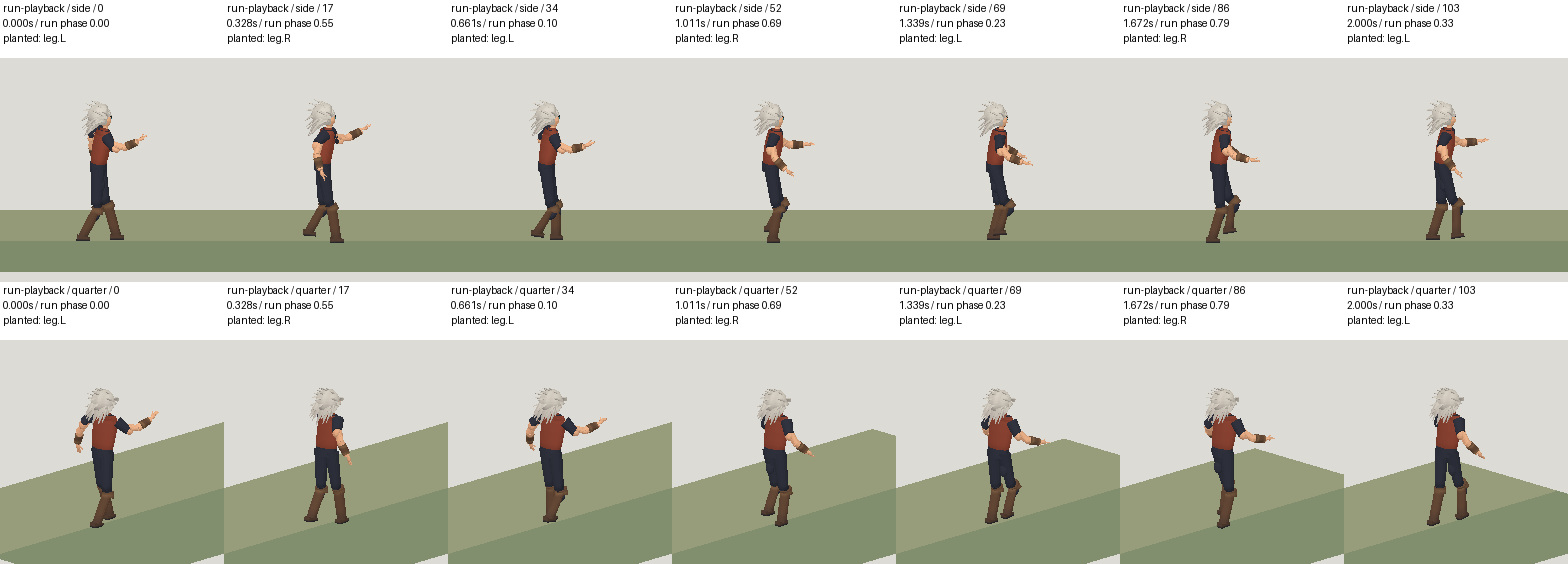 run-playback / side / 0
0.000s / run phase 0.00
planted: leg.L
run-playback / side / 17
0.328s / run phase 0.55
planted: leg.R
run-playback / side / 34
0.661s / run phase 0.10
planted: leg.L
run-playback / side / 52
1.011s / run phase 0.69
planted: leg.R
run-playback / side / 69
1.339s / run phase 0.23
planted: leg.L
run-playback / side / 86
1.672s / run phase 0.79
planted: leg.R
run-playback / side / 103
2.000s / run phase 0.33
planted: leg.L
run-playback / quarter / 0
0.000s / run phase 0.00
planted: leg.L
run-playback / quarter / 17
0.328s / run phase 0.55
planted: leg.R
run-playback / quarter / 34
0.661s / run phase 0.10
planted: leg.L
run-playback / quarter / 52
1.011s / run phase 0.69
planted: leg.R
run-playback / quarter / 69
1.339s / run phase 0.23
planted: leg.L
run-playback / quarter / 86
1.672s / run phase 0.79
planted: leg.R
run-playback / quarter / 103
2.000s / run phase 0.33
planted: leg.L